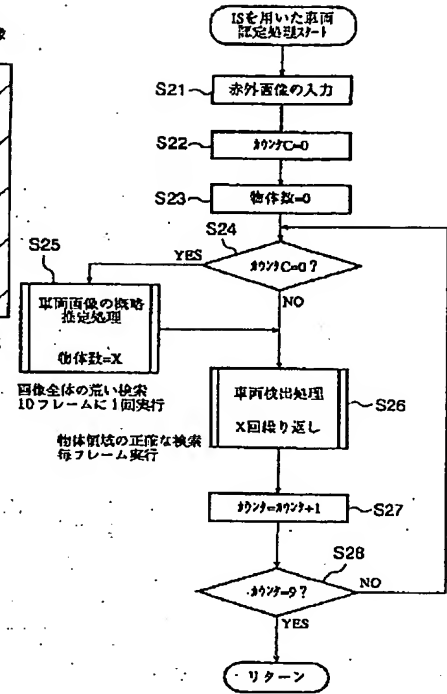 ISを用いた車両
認定処理スタート
S21
赤外画像の入力
S22
カウンタC=0
S23
物体数=0
S24
カウンタC=0?
YES
NO
S25
車両画像の概略
推定処理
物体数=X
画像全体の荒い検索
10フレームに1回実行
物体領域の正確な検索
毎フレーム実行
車両検出処理
X回繰り返し
S26
カウンタ=カウンタ+1
S27
S28
カウンタ=9?
NO
YES
リターン